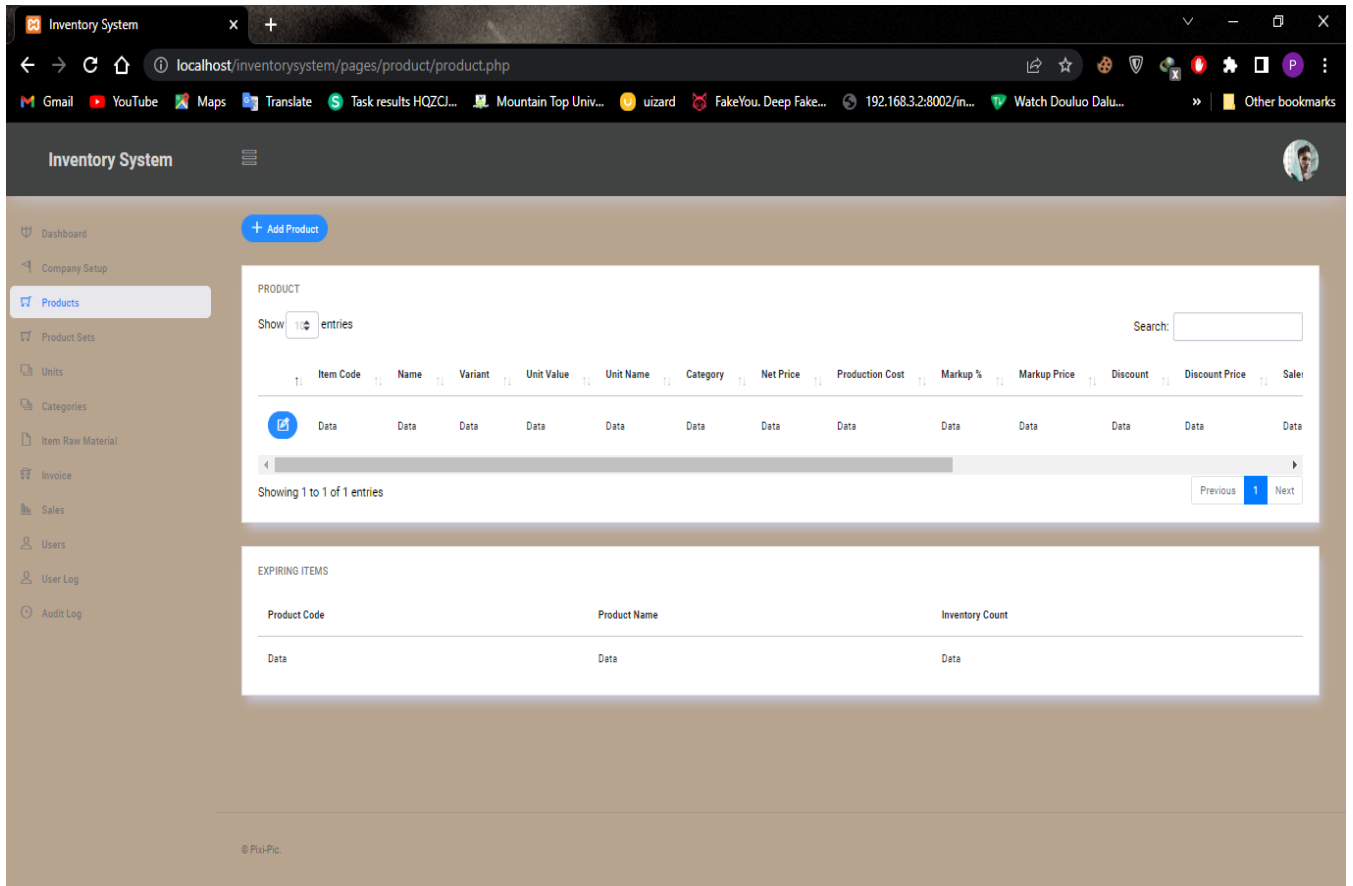 Inventory System
localhost/inventorysystem/pages/product/product.php
P
Gmail YouTube Maps Translate Task results HQZCJ... Mountain Top Univ... uizard FakeYou. Deep Fake... 192.168.3.2:8002/in... Watch Douluo Dalu... » Other bookmarks
Inventory System
Dashboard
Company Setup
Products
Product Sets
Units
Categories
Item Raw Material
Invoice
Sales
Users
User Log
Audit Log
+ Add Product
PRODUCT
Show 10 entries Search:
Item Code Name Variant Unit Value Unit Name Category Net Price Production Cost Markup % Markup Price Discount Discount Price Sales
Data Data Data Data Data Data Data Data Data Data Data Data Data
Showing 1 to 1 of 1 entries Previous 1 Next
EXPIRING ITEMS
Product Code Product Name Inventory Count
Data Data Data
© Pixi-Pic.